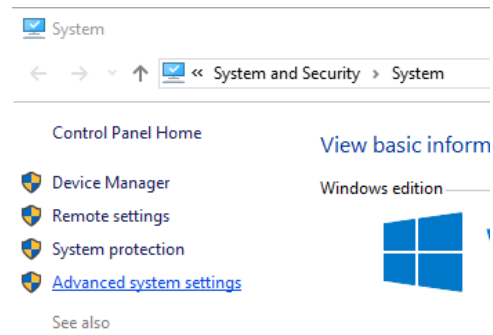 System
« System and Security > System
Control Panel Home
View basic inform
Device Manager
Windows edition
Remote settings
System protection
Advanced system settings
See also